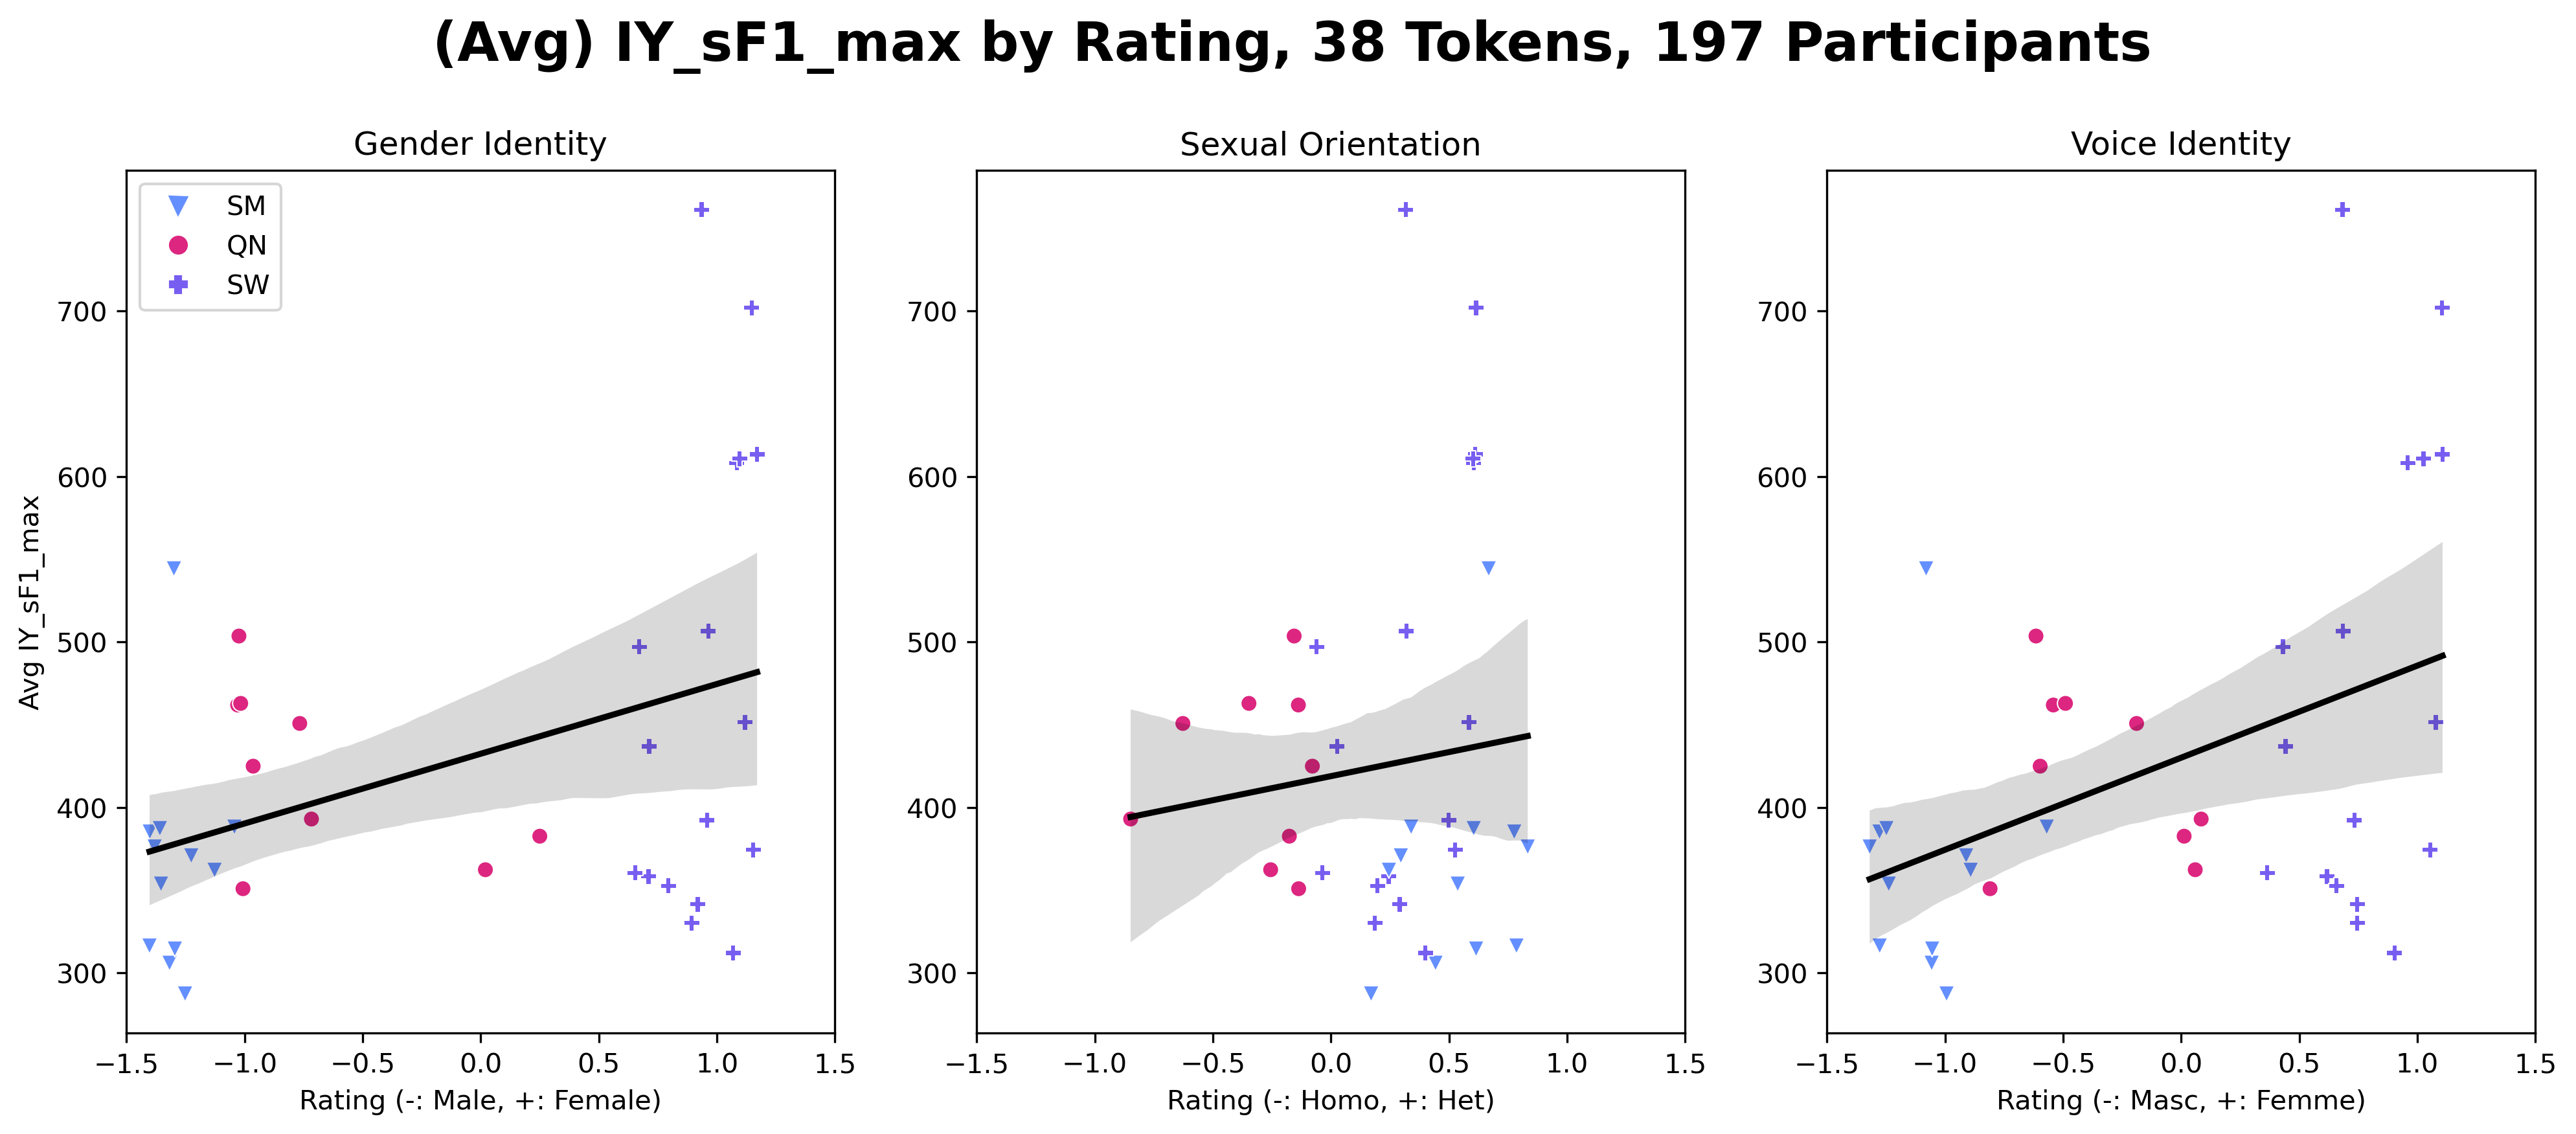 (Avg) IY_sF1_max by Rating, 38 Tokens, 197 Participants
Gender Identity
SM
QN
SW
700
600
500
400
300
Avg IY_sF1_max
−1.5 −1.0 −0.5 0.0 0.5 1.0 1.5
Rating (-: Male, +: Female)
Sexual Orientation
700
600
500
400
300
−1.5 −1.0 −0.5 0.0 0.5 1.0 1.5
Rating (-: Homo, +: Het)
Voice Identity
700
600
500
400
300
−1.5 −1.0 −0.5 0.0 0.5 1.0 1.5
Rating (-: Masc, +: Femme)